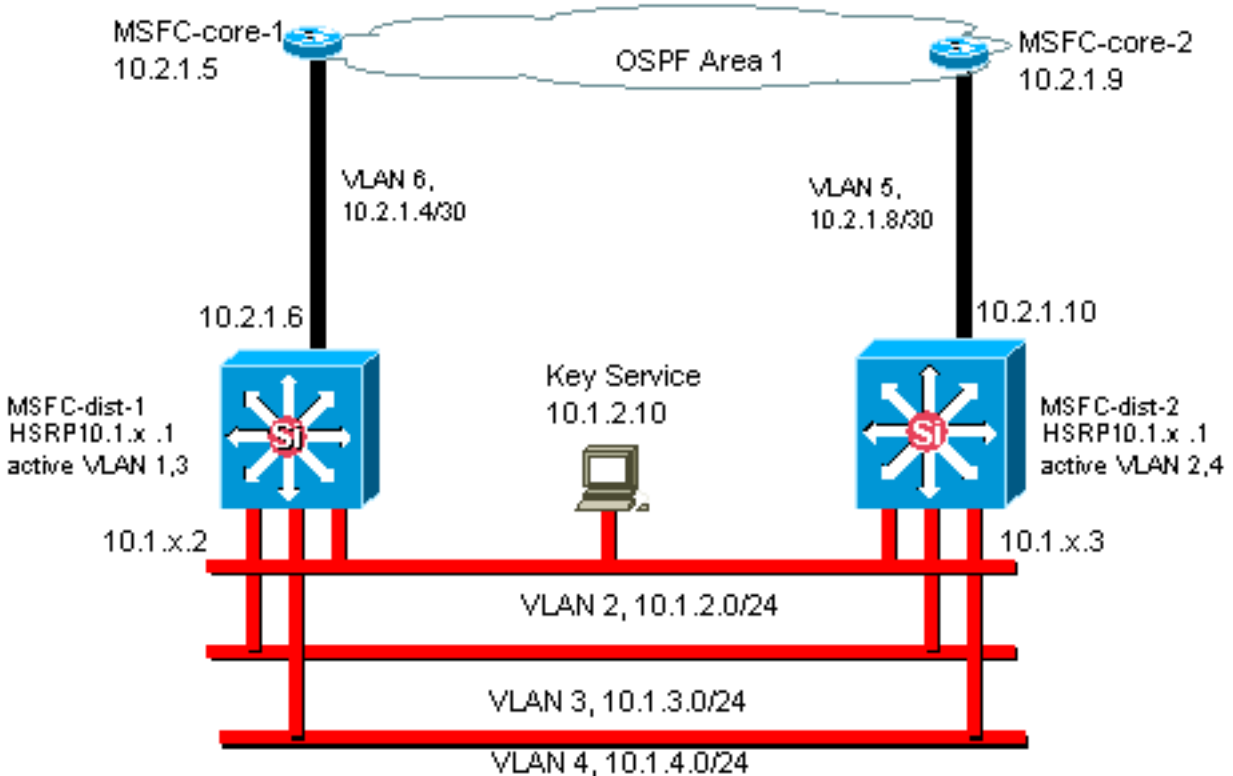 MSFC-core-1
10.2.1.5
OSPF Area 1
MSFC-core-2
10.2.1.9
VLAN 6,
10.2.1.4/30
VLAN 5,
10.2.1.8/30
10.2.1.6
10.2.1.10
Key Service
10.1.2.10
MSFC-dist-1
HSRP10.1.x .1
active VLAN 1,3
Si
Si
MSFC-dist-2
HSRP10.1.x .1
active VLAN 2,4
10.1.x.2
10.1.x.3
VLAN 2, 10.1.2.0/24
VLAN 3, 10.1.3.0/24
VLAN 4, 10.1.4.0/24